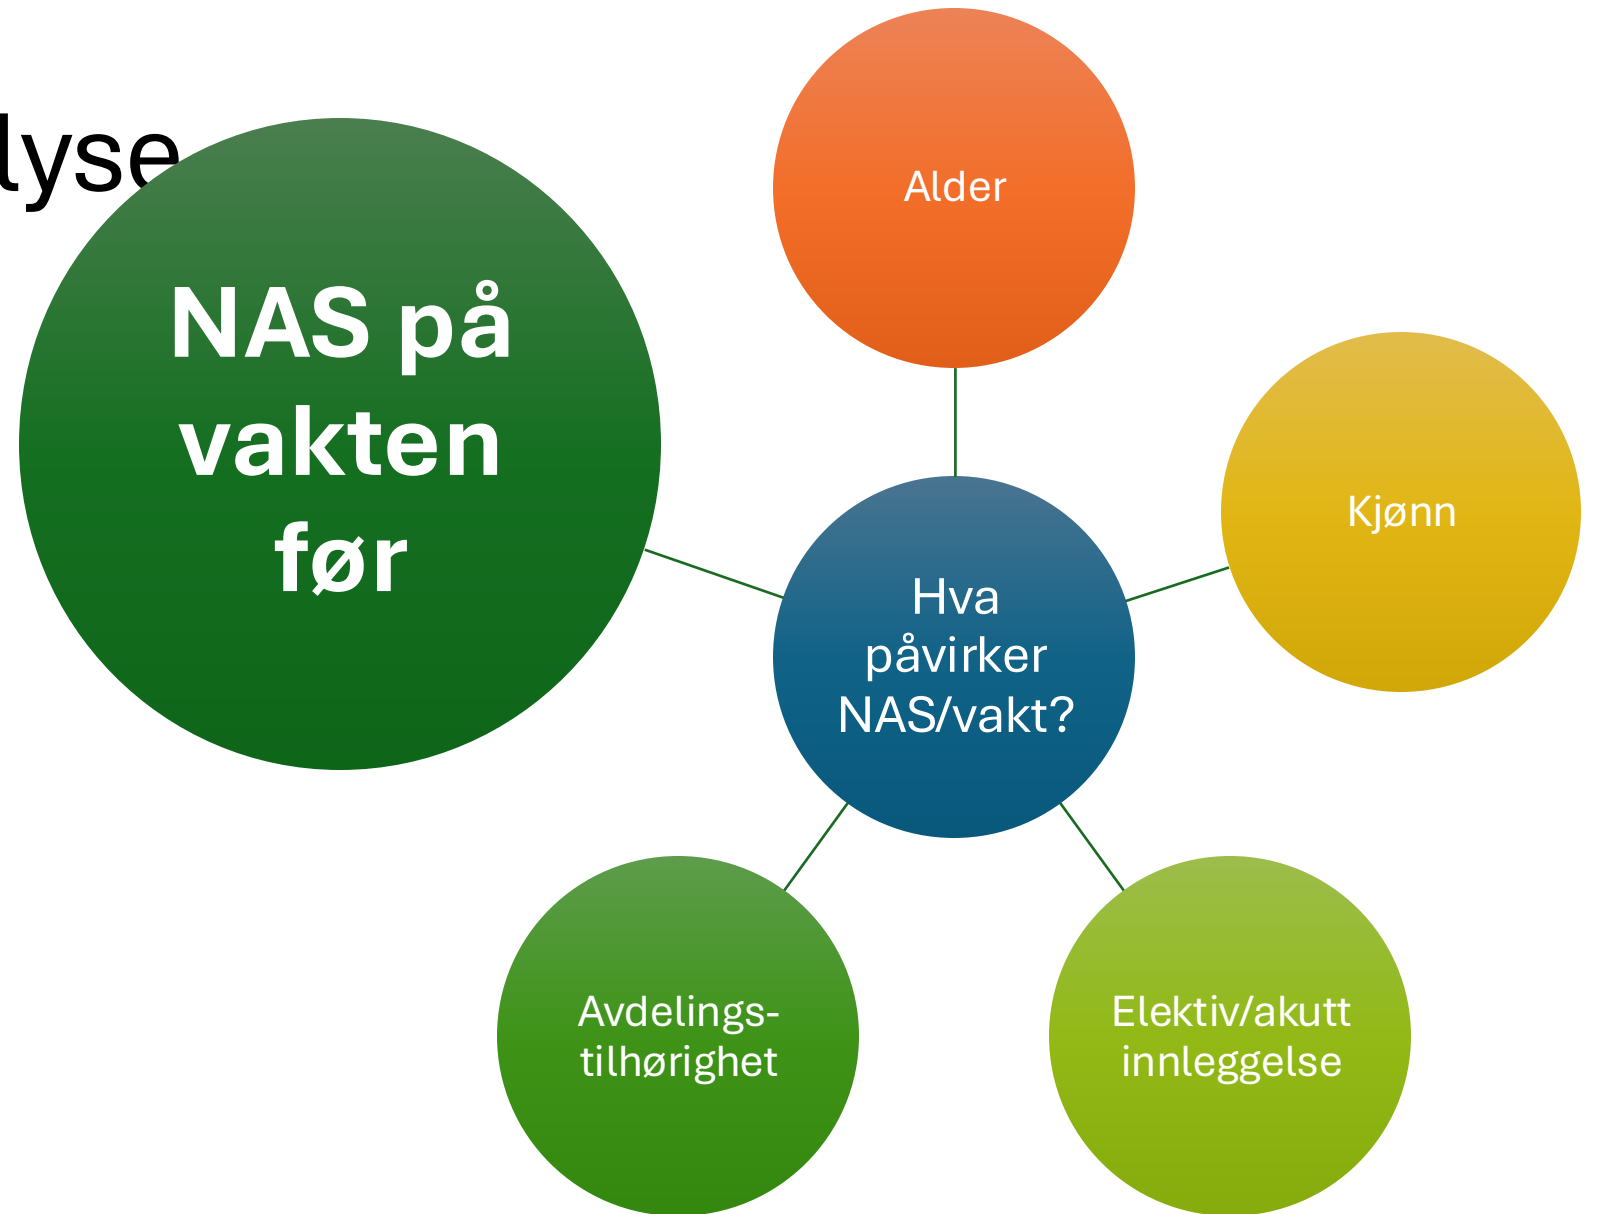 lyse
NAS på
vakten
før
Alder
Kjønn
Hva
påvirker
NAS/vakt?
Avdelings-
tilhørighet
Elektiv/akutt
innleggelse